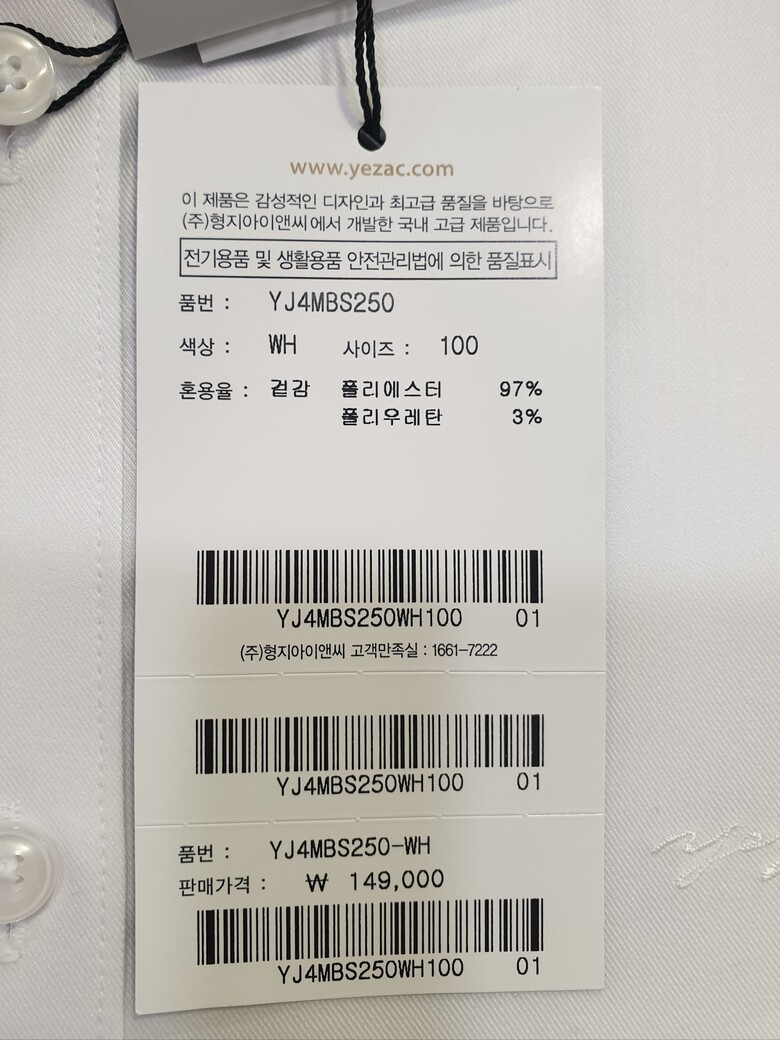 www.yezac.com
이 제품은 감성적인 디자인과 최고급 품질을 바탕으로
(주)형지아이앤씨에서 개발한 국내 고급 제품입니다.
전기용품 및 생활용품 안전관리법에 의한 품질표시
품번 : YJ4MBS250
색상 : WH 사이즈 : 100
혼용율 : 겉감 폴리에스터 97%
폴리우레탄 3%
YJ4MBS250WH100 01
(주)형지아이앤씨 고객만족실 : 1661-7222
YJ4MBS250WH100 01
품번 : YJ4MBS250-WH
판매가격 : ₩ 149,000
YJ4MBS250WH100 01